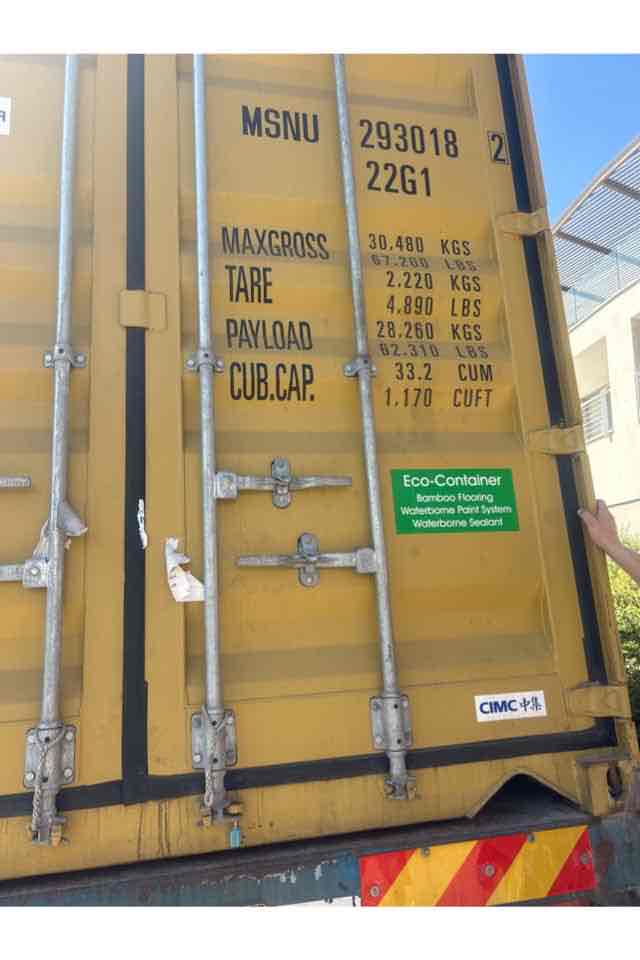 MSNU 293018 2
22G1
MAXGROSS 30.480 KGS
67.200 LBS
TARE 2.220 KGS
4.890 LBS
PAYLOAD 28.260 KGS
62.310 LBS
CUB.CAP. 33.2 CUM
1.170 CUFT
Eco-Container
Bamboo Flooring
Waterborne Paint System
Waterborne Sealant
CIMC 中集